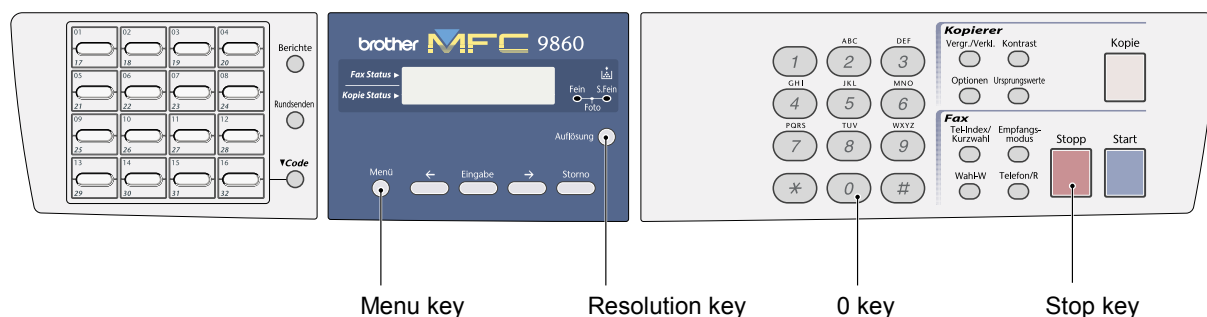 01 02 03 04
17 18 19 20
05 06 07 08
21 22 23 24
09 10 11 12
25 26 27 28
13 14 15 16
29 30 31 32
Berichte
Rundsenden
▼Code
brother MFC 9860
Fax Status ▶
Kopie Status ▶
Fein S.Fein
Foto
Auflösung
Menü ← Eingabe → Storno
ABC DEF
1 2 3
GHI JKL MNO
4 5 6
PQRS TUV WXYZ
7 8 9
* 0 #
Kopierer
Vergr./Verkl. Kontrast
Optionen Ursprungswerte
Kopie
Fax
Tel-Index/ Empfangs-
Kurzwahl modus
Wahl-W Telefon/R
Stopp Start
Menu key Resolution key 0 key Stop key